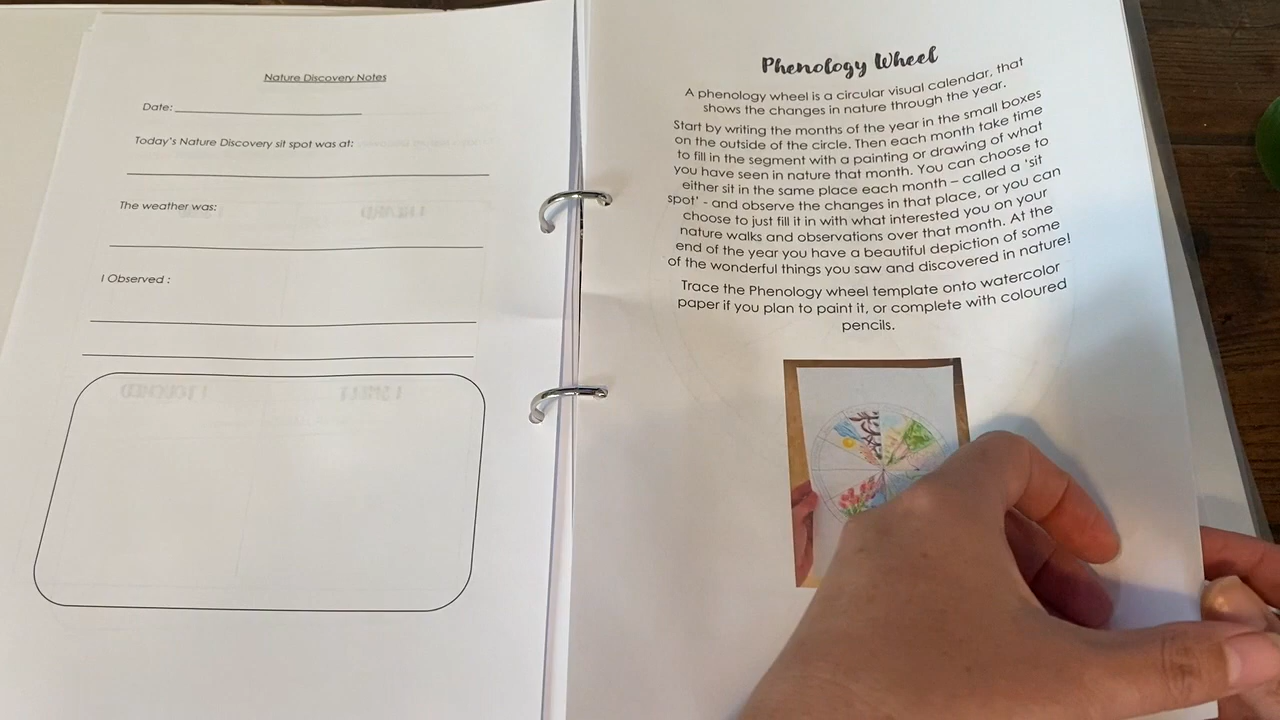 Nature Discovery Notes
Date:
Today's Nature Discovery sit spot was at:
The weather was:
I Observed :
Phenology Wheel
A phenology wheel is a circular visual calendar, that
shows the changes in nature through the year.
Start by writing the months of the year in the small boxes
on the outside of the circle. Then each month take time
to fill in the segment with a painting or drawing of what
you have seen in nature that month. You can choose to
either sit in the same place each month – called a 'sit
spot' - and observe the changes in that place, or you can
choose to just fill it in with what interested you on your
nature walks and observations over that month. At the
end of the year you have a beautiful depiction of some
of the wonderful things you saw and discovered in nature!
Trace the Phenology wheel template onto watercolor
paper if you plan to paint it, or complete with coloured
pencils.